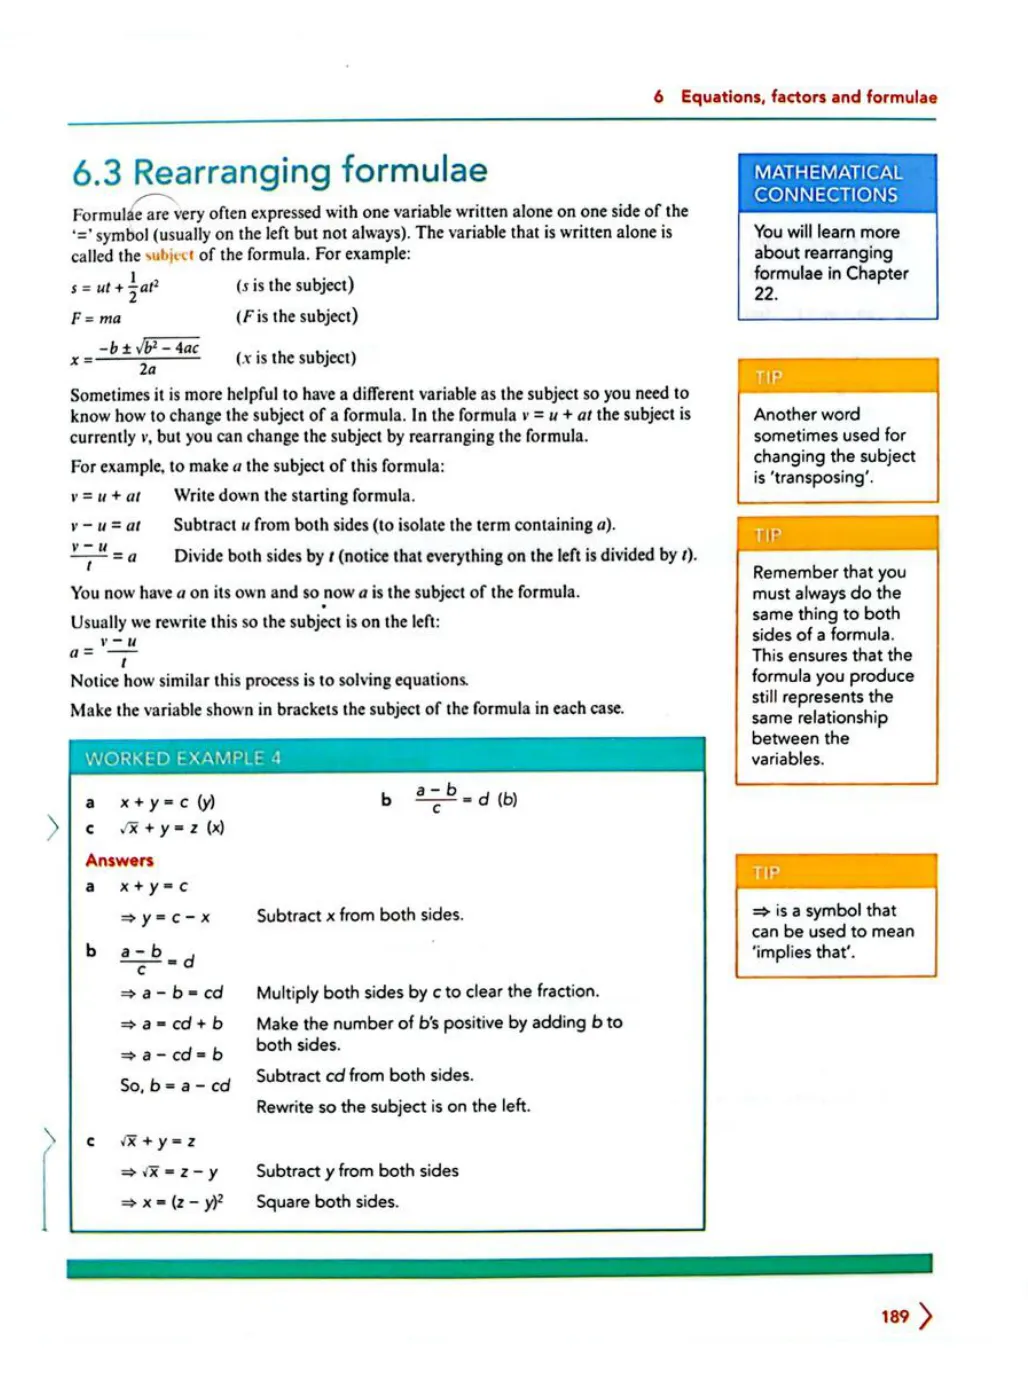 6 Equations, factors and formulae
6.3 Rearranging formulae
Formulae are very often expressed with one variable written alone on one side of the
‘=’ symbol (usually on the left but not always). The variable that is written alone is
called the subject of the formula. For example:
s = ut + 1/2 at² (s is the subject)
F = ma (F is the subject)
x = (-b ± √(b² – 4ac))/2a (x is the subject)
Sometimes it is more helpful to have a different variable as the subject so you need to
know how to change the subject of a formula. In the formula v = u + at the subject is
currently v, but you can change the subject by rearranging the formula.
For example, to make a the subject of this formula:
v = u + at Write down the starting formula.
v – u = at Subtract u from both sides (to isolate the term containing a).
(v – u)/t = a Divide both sides by t (notice that everything on the left is divided by t).
You now have a on its own and so now a is the subject of the formula.
Usually we rewrite this so the subject is on the left:
a = (v – u)/t
Notice how similar this process is to solving equations.
Make the variable shown in brackets the subject of the formula in each case.
WORKED EXAMPLE 4
a x + y = c (y) b (a – b)/c = d (b)
c √x + y = z (x)
Answers
a x + y = c
⇒ y = c – x Subtract x from both sides.
b (a – b)/c = d
⇒ a – b = cd Multiply both sides by c to clear the fraction.
⇒ a = cd + b Make the number of b’s positive by adding b to
both sides.
⇒ a – cd = b
Subtract cd from both sides.
So, b = a – cd
Rewrite so the subject is on the left.
c √x + y = z
⇒ √x = z – y Subtract y from both sides
⇒ x = (z – y)² Square both sides.
MATHEMATICAL
CONNECTIONS
You will learn more
about rearranging
formulae in Chapter
22.
TIP
Another word
sometimes used for
changing the subject
is ‘transposing’.
TIP
Remember that you
must always do the
same thing to both
sides of a formula.
This ensures that the
formula you produce
still represents the
same relationship
between the
variables.
TIP
⇒ is a symbol that
can be used to mean
‘implies that’.
189